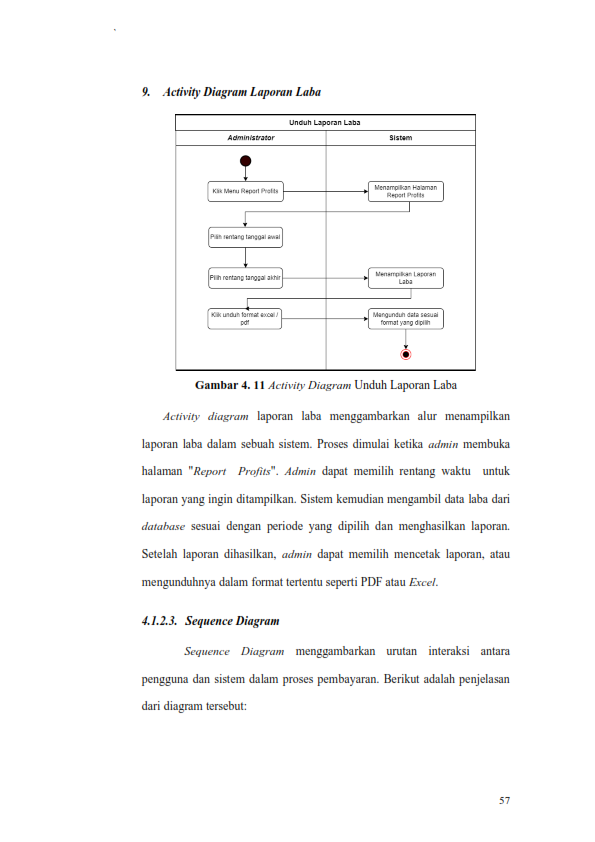 9. Activity Diagram Laporan Laba
Unduh Laporan Laba
Administrator
Sistem
Klik Menu Report Profits
Menampilkan Halaman
Report Profits
Pilih rentang tanggal awal
Pilih rentang tanggal akhir
Menampilkan Laporan
Laba
Klik unduh format excel /
pdf
Mengunduh data sesuai
format yang dipilih
Gambar 4. 11 Activity Diagram Unduh Laporan Laba
Activity diagram laporan laba menggambarkan alur menampilkan
laporan laba dalam sebuah sistem. Proses dimulai ketika admin membuka
halaman "Report Profits". Admin dapat memilih rentang waktu untuk
laporan yang ingin ditampilkan. Sistem kemudian mengambil data laba dari
database sesuai dengan periode yang dipilih dan menghasilkan laporan.
Setelah laporan dihasilkan, admin dapat memilih mencetak laporan, atau
mengunduhnya dalam format tertentu seperti PDF atau Excel.
4.1.2.3. Sequence Diagram
Sequence Diagram menggambarkan urutan interaksi antara
pengguna dan sistem dalam proses pembayaran. Berikut adalah penjelasan
dari diagram tersebut:
57